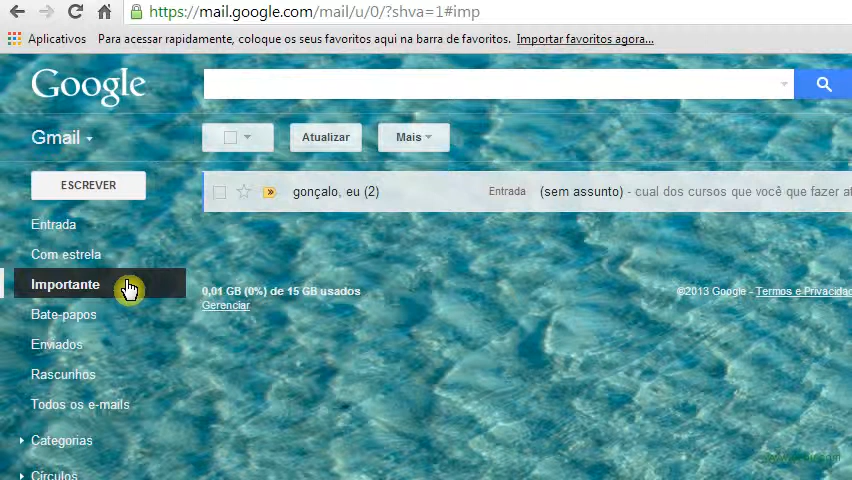 https://mail.google.com/mail/u/0/?shva=1#imp
Aplicativos Para acessar rapidamente, coloque os seus favoritos aqui na barra de favoritos. Importar favoritos agora...
Google
Gmail
Atualizar
Mais
ESCREVER
gonçalo, eu (2) Entrada (sem assunto) - cual dos cursos que você que fazer at
Entrada
Com estrela
Importante
0,01 GB (0%) de 15 GB usados
Gerenciar
©2013 Google - Termos e Privacidad
Bate-papos
Enviados
Rascunhos
Todos os e-mails
Categorias
Círculos